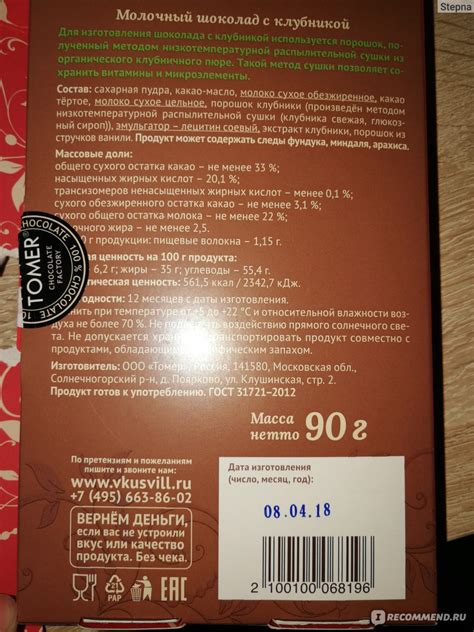 Stepna
Молочный шоколад с клубникой
Для изготовления шоколада с клубникой используется порошок, по-
лученный методом низкотемпературной распылительной сушки из
органического клубничного пюре. Такой метод сушки позволяет со-
хранить витамины и микроэлементы.
Состав: сахарная пудра, какао-масло, молоко сухое обезжиренное, какао
тёртое, молоко сухое цельное, порошок клубники (произведён методом
низкотемпературной распылительной сушки (клубника свежая, глюкоз-
ный сироп)), эмульгатор – лецитин соевый, экстракт клубники, порошок из
стручков ванили. Продукт может содержать следы фундука, миндаля, арахиса.
Массовые доли:
общего сухого остатка какао – не менее 33 %;
насыщенных жирных кислот – 20,1 %;
трансизомеров ненасыщенных жирных кислот – не менее 0,1 %;
сухого обезжиренного остатка какао – не менее 3,1 %;
сухого остатка молока – не менее 22 %;
молочного жира – не менее 2,5.
г продукции: пищевые волокна – 1,15 г.
ценность на 100 г продукта:
6,2 г; жиры – 35 г; углеводы – 55,4 г.
ценность: 561,5 ккал / 2342,7 кДж.
12 месяцев с даты изготовления.
при температуре от +5 до +22 °С и относительной влажности воз-
духа не более 70 %. Не подвергать воздействию прямого солнечного све-
та. Не допускается хранить и транспортировать продукт совместно с
продуктами, обладающими специфическим запахом.
Изготовитель: ООО «Томер», Россия, 141580, Московская обл.,
Солнечногорский р-н, д. Поярково, ул. Клушинская, стр. 2.
Продукт готов к употреблению. ГОСТ 31721–2012
TOMER®
CHOCOLATE
FACTORY
100 % CHOCOLATE
Масса
нетто 90 г
По претензиям и пожеланиям
пишите и звоните нам:
www.vkusvill.ru
+7 (495) 663-86-02
ВЕРНЁМ ДЕНЬГИ,
если вас не устроили
вкус или качество
продукта. Без чека.
21
PAP
EAC
Дата изготовления
(число, месяц, год):
08.04.18
2 100100 068196
IRECOMMEND.RU